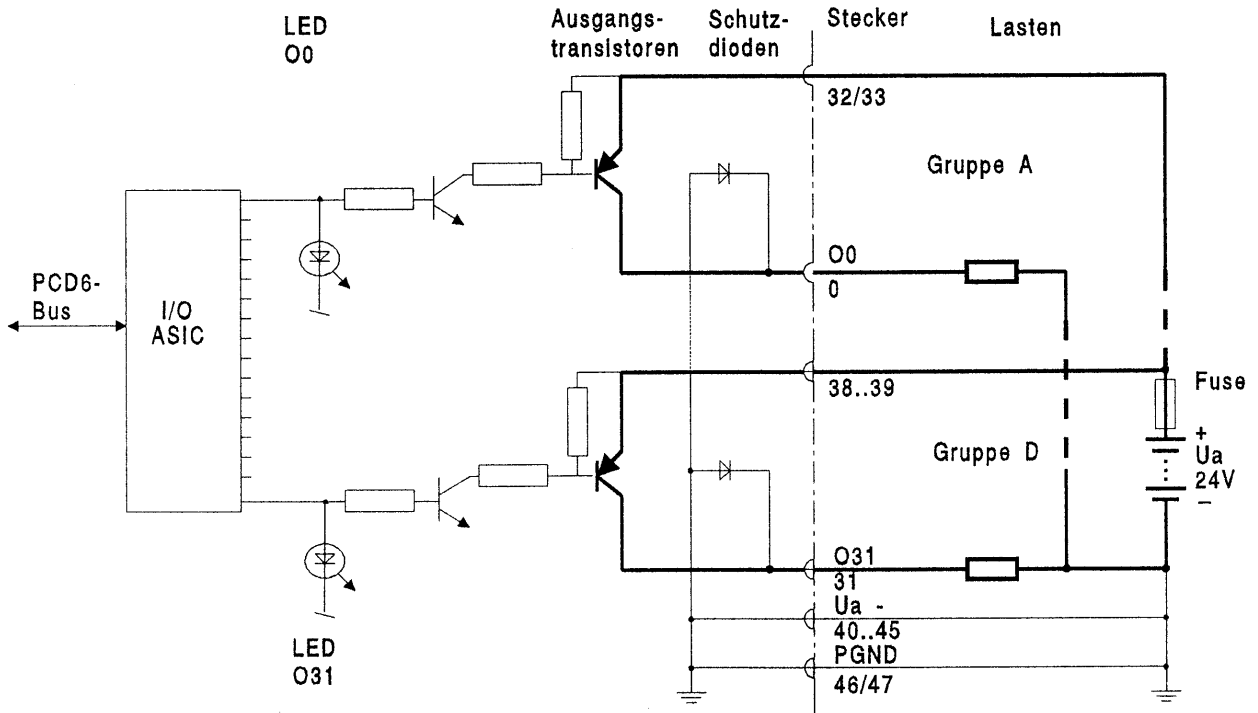 LED
O0
Ausgangs-
transistoren
Schutz-
dioden
Stecker
Lasten
32/33
Gruppe A
O0
0
PCD6-
Bus
I/O
ASIC
38..39
Fuse
Gruppe D
+
Ua
24V
–
O31
31
Ua -
40..45
PGND
46/47
LED
O31